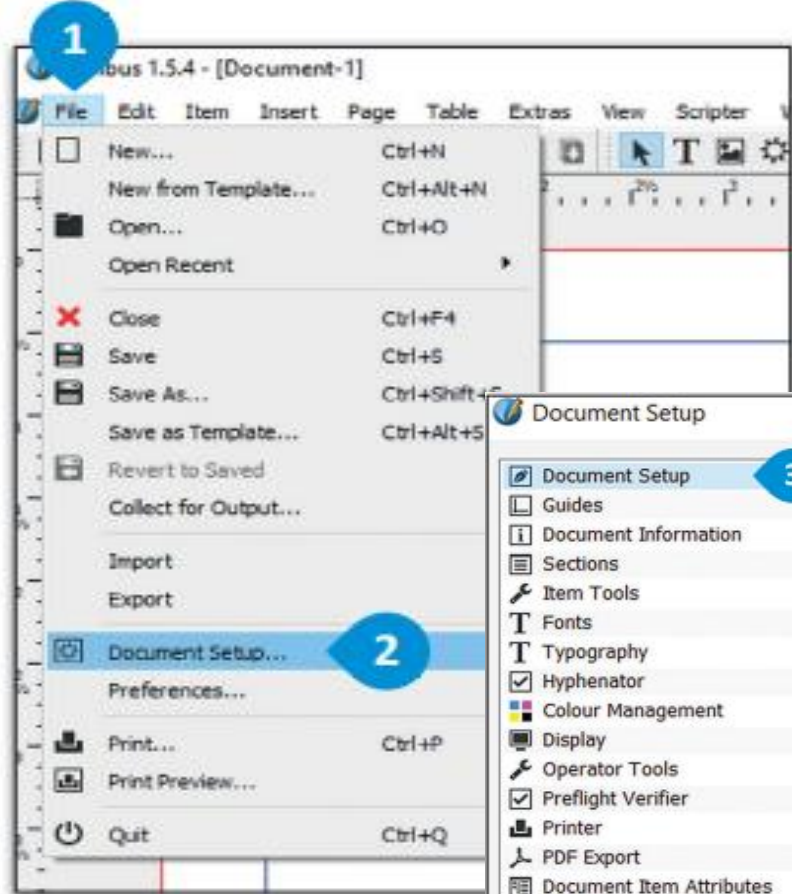 1
bus 1.5.4 - [Document-1]
File Edit Item Insert Page Table Extras View Scripter
New... Ctrl+N
New from Template... Ctrl+Alt+N
Open... Ctrl+O
Open Recent
Close Ctrl+F4
Save Ctrl+S
Save As... Ctrl+Shift+S
Save as Template... Ctrl+Alt+S
Revert to Saved
Collect for Output...
Import
Export
2
Document Setup...
Preferences...
Print... Ctrl+P
Print Preview...
Quit Ctrl+Q
Document Setup
3
Document Setup
Guides
Document Information
Sections
Item Tools
Fonts
Typography
Hyphenator
Colour Management
Display
Operator Tools
Preflight Verifier
Printer
PDF Export
Document Item Attributes